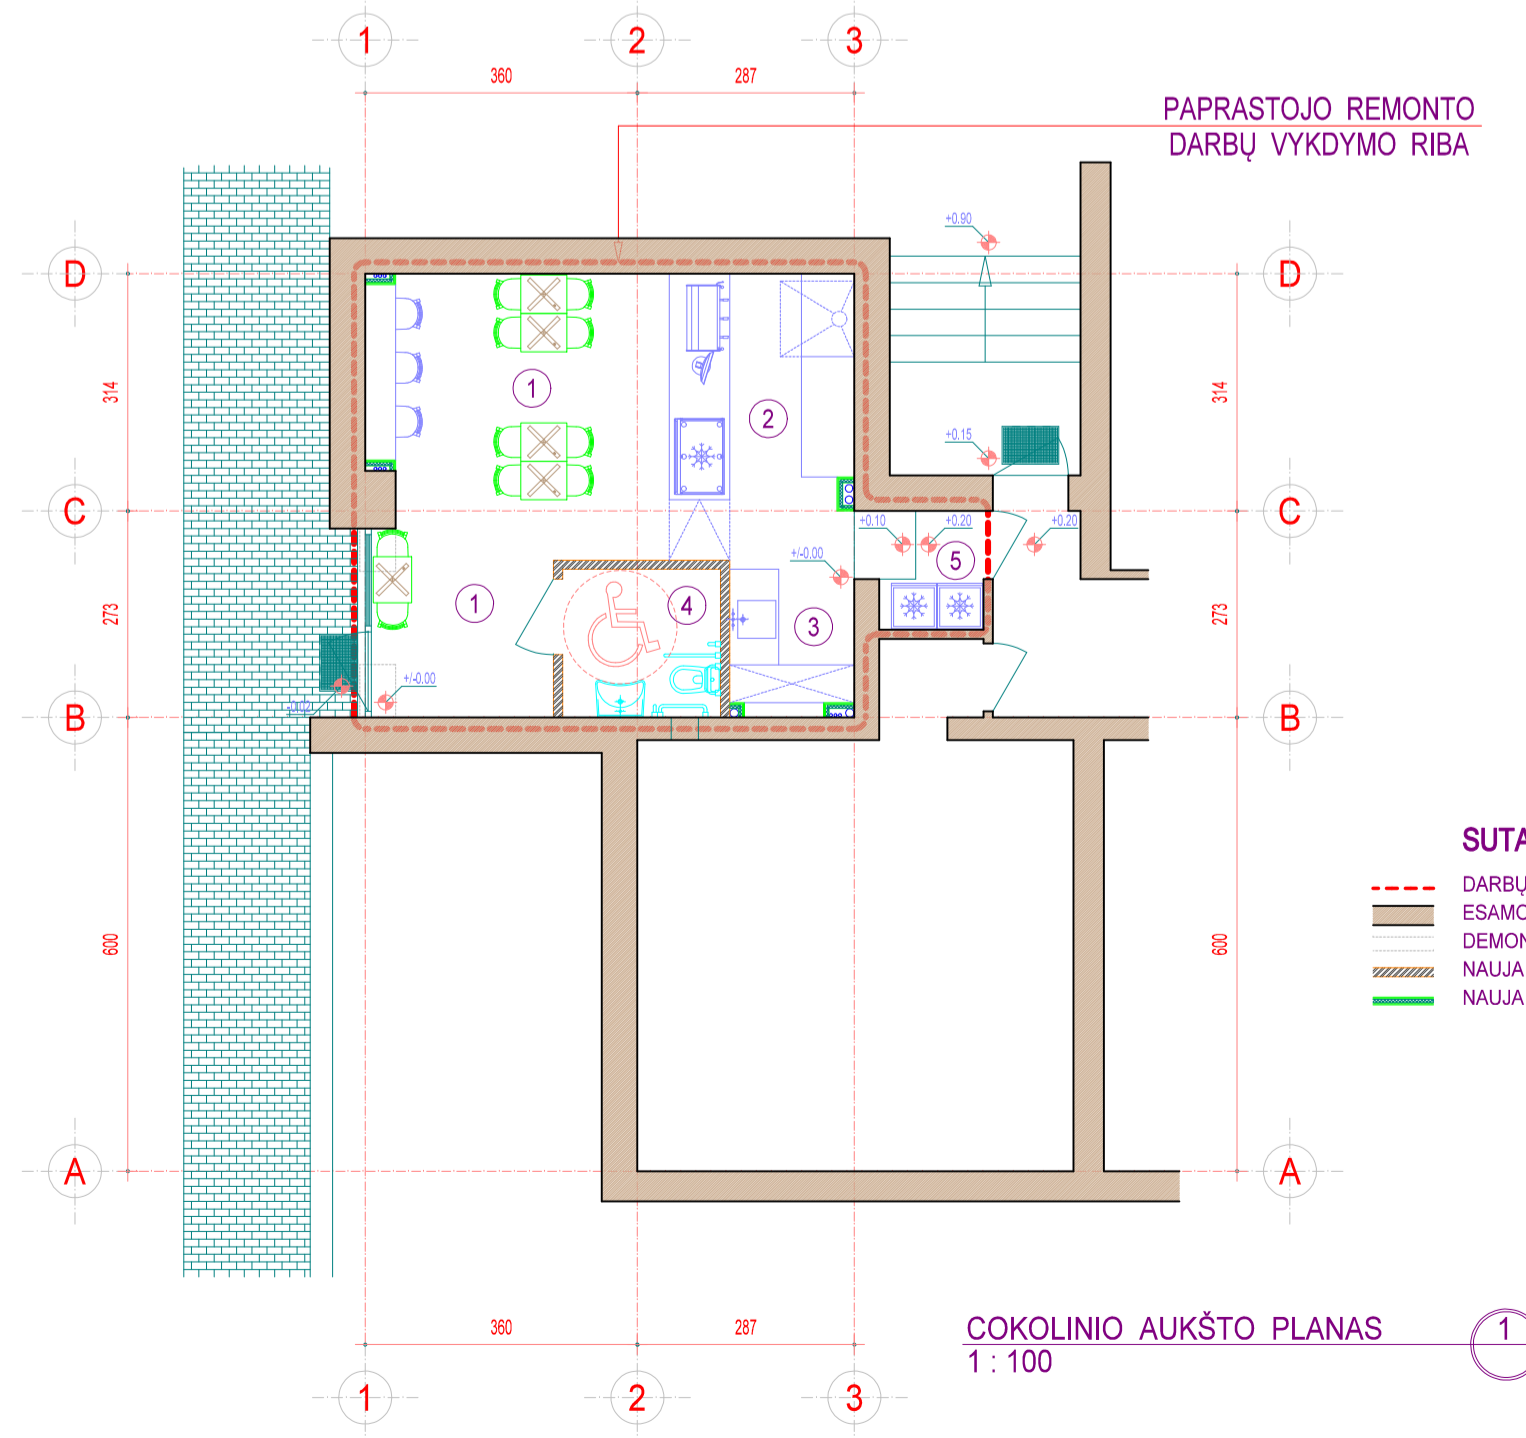 1 2 3
360 287
PAPRASTOJO REMONTO
DARBŲ VYKDYMO RIBA
+0.90
D D
314 314
1
2
+0.15
C C
+0.10 +0.20 +0.20
+/-0.00
5
273 273
1
4
3
+/-0.00
-0.02
B B
SUTA
DARBŲ
ESAMO
DEMON
NAUJA
NAUJA
600 600
A A
360 287
COKOLINIO AUKŠTO PLANAS 1
1 : 100
1 2 3